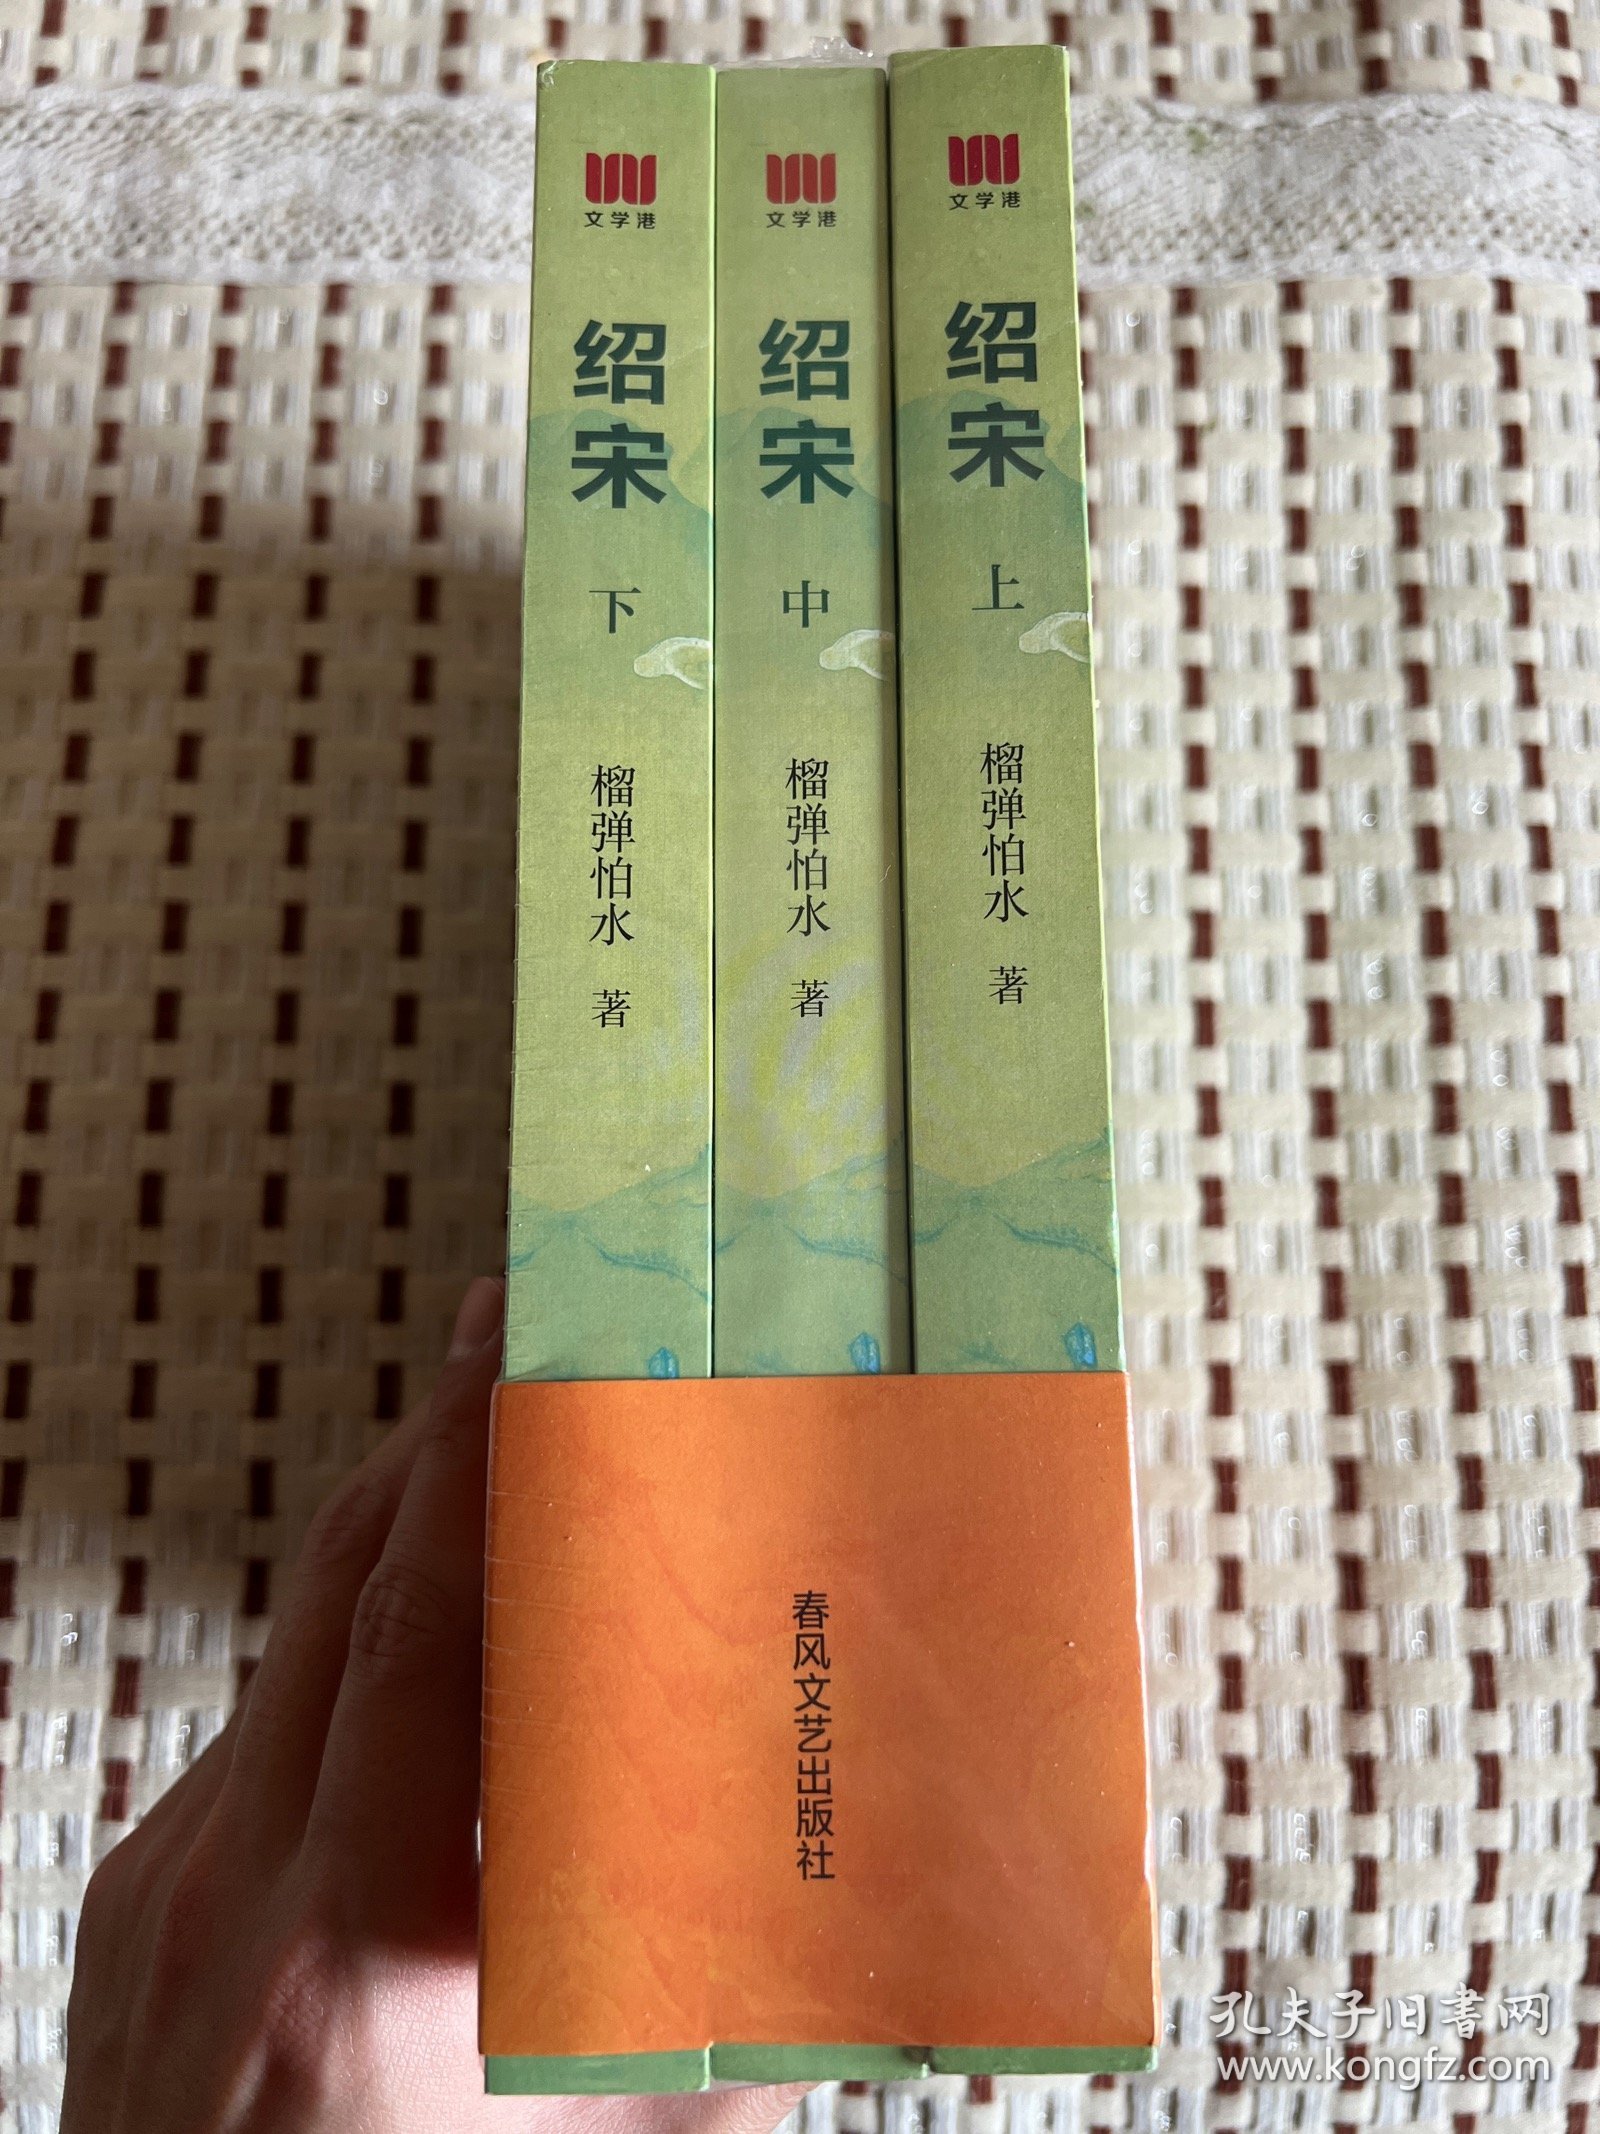 文学港
绍宋
下
榴弹怕水 著
文学港
绍宋
中
榴弹怕水 著
文学港
绍宋
上
榴弹怕水 著
春风文艺出版社
孔夫子旧书网
www.kongfz.com